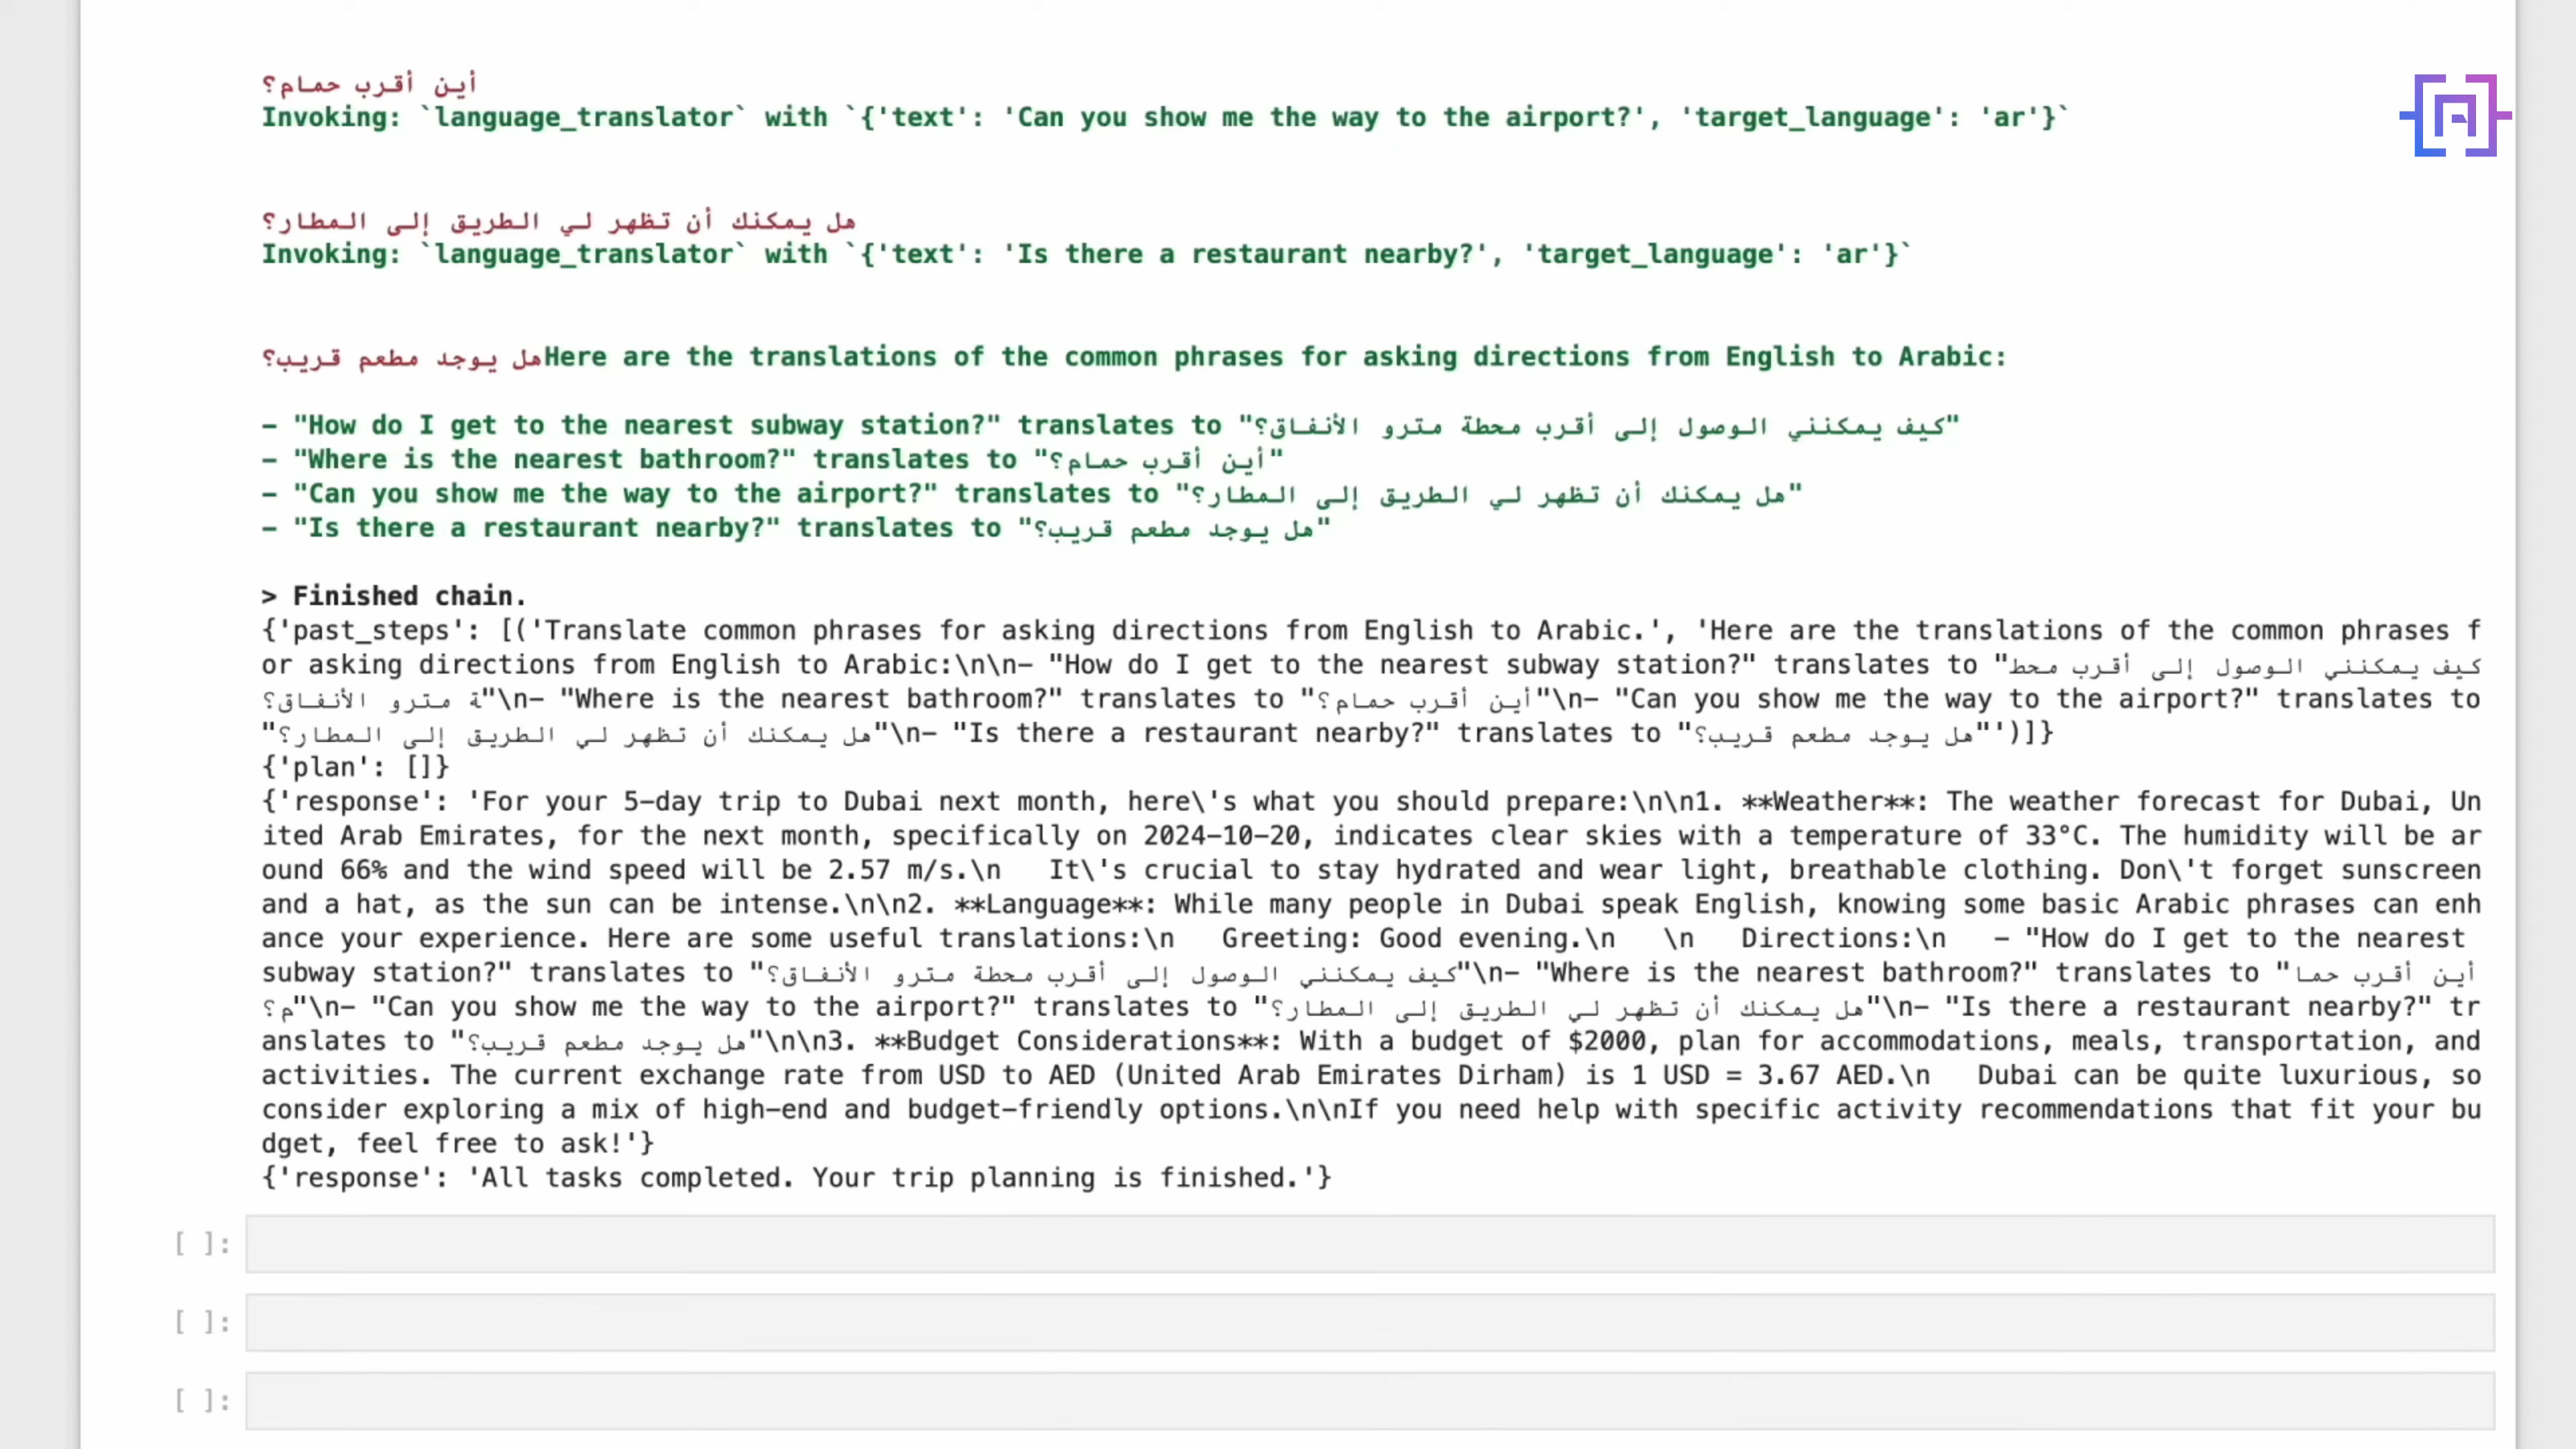 أين أقرب حمام؟
Invoking: `language_translator` with `{'text': 'Can you show me the way to the airport?', 'target_language': 'ar'}`
هل يمكنك أن تظهر لي الطريق إلى المطار؟
Invoking: `language_translator` with `{'text': 'Is there a restaurant nearby?', 'target_language': 'ar'}`
هل يوجد مطعم قريب؟Here are the translations of the common phrases for asking directions from English to Arabic:
- "How do I get to the nearest subway station?" translates to "كيف يمكنني الوصول إلى أقرب محطة مترو الأنفاق؟"
- "Where is the nearest bathroom?" translates to "أين أقرب حمام؟"
- "Can you show me the way to the airport?" translates to "هل يمكنك أن تظهر لي الطريق إلى المطار؟"
- "Is there a restaurant nearby?" translates to "هل يوجد مطعم قريب؟"
> Finished chain.
{'past_steps': [('Translate common phrases for asking directions from English to Arabic.', 'Here are the translations of the common phrases f
or asking directions from English to Arabic:\n\n- "How do I get to the nearest subway station?" translates to "كيف يمكنني الوصول إلى أقرب محط
ة مترو الأنفاق؟"\n- "Where is the nearest bathroom?" translates to "أين أقرب حمام؟"\n- "Can you show me the way to the airport?" translates to
"هل يمكنك أن تظهر لي الطريق إلى المطار؟"\n- "Is there a restaurant nearby?" translates to "هل يوجد مطعم قريب؟"')]}
{'plan': []}
{'response': 'For your 5-day trip to Dubai next month, here\'s what you should prepare:\n\n1. **Weather**: The weather forecast for Dubai, Un
ited Arab Emirates, for the next month, specifically on 2024-10-20, indicates clear skies with a temperature of 33°C. The humidity will be ar
ound 66% and the wind speed will be 2.57 m/s.\n   It\'s crucial to stay hydrated and wear light, breathable clothing. Don\'t forget sunscreen
and a hat, as the sun can be intense.\n\n2. **Language**: While many people in Dubai speak English, knowing some basic Arabic phrases can enh
ance your experience. Here are some useful translations:\n   Greeting: Good evening.\n   \n   Directions:\n   - "How do I get to the nearest
subway station?" translates to "كيف يمكنني الوصول إلى أقرب محطة مترو الأنفاق؟"\n- "Where is the nearest bathroom?" translates to "أين أقرب حما
م؟"\n- "Can you show me the way to the airport?" translates to "هل يمكنك أن تظهر لي الطريق إلى المطار؟"\n- "Is there a restaurant nearby?" tr
anslates to "هل يوجد مطعم قريب؟"\n\n3. **Budget Considerations**: With a budget of $2000, plan for accommodations, meals, transportation, and
activities. The current exchange rate from USD to AED (United Arab Emirates Dirham) is 1 USD = 3.67 AED.\n   Dubai can be quite luxurious, so
consider exploring a mix of high-end and budget-friendly options.\n\nIf you need help with specific activity recommendations that fit your bu
dget, feel free to ask!'}
{'response': 'All tasks completed. Your trip planning is finished.'}
[ ]:
[ ]:
[ ]: